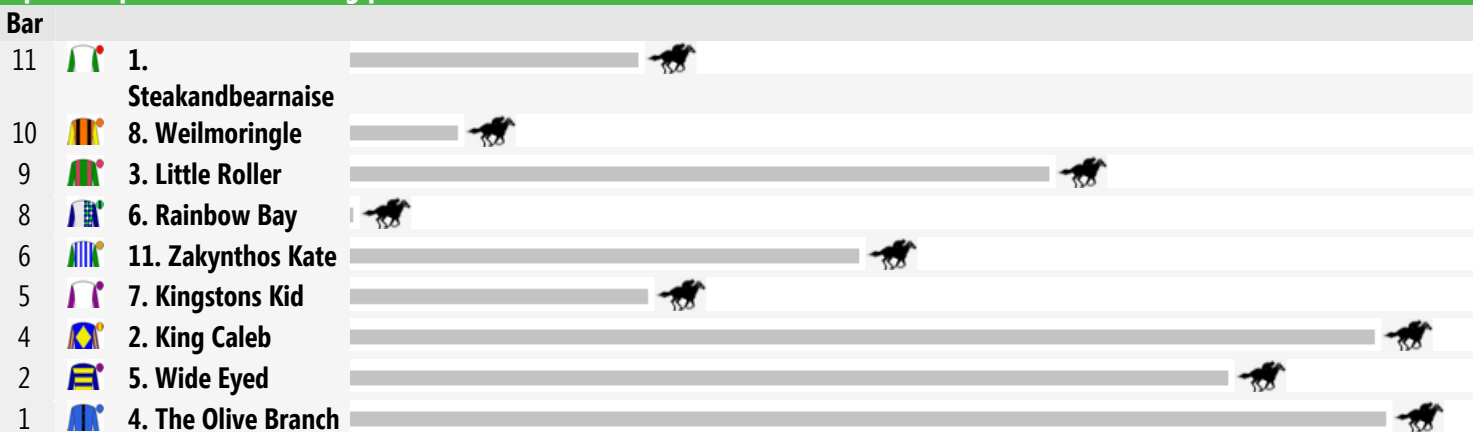 Bar
11 1.
Steakandbearnaise
10 8. Weilmoringle
9 3. Little Roller
8 6. Rainbow Bay
6 11. Zakynthos Kate
5 7. Kingstons Kid
4 2. King Caleb
2 5. Wide Eyed
1 4. The Olive Branch